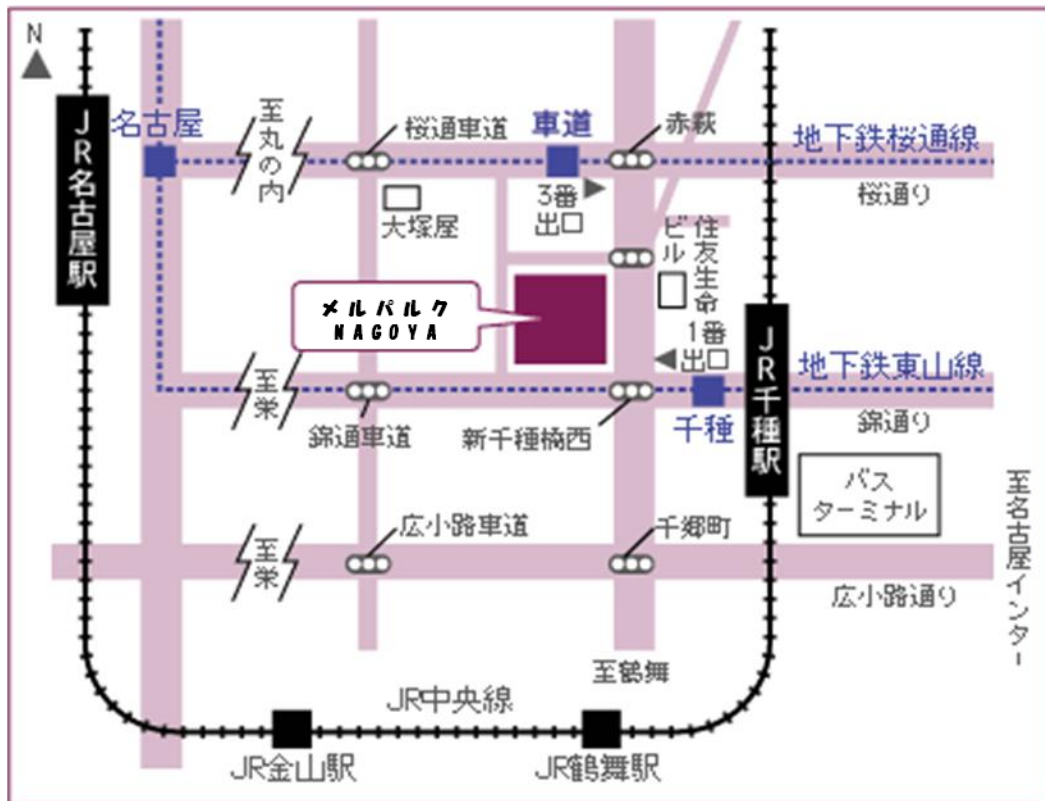 N
JR名古屋駅
名古屋
至丸の内
桜通車道
車道
赤萩
地下鉄桜通線
桜通り
大塚屋
3番
出口
住友生命
ビル
メルパルク
NAGOYA
1番
出口
JR千種駅
地下鉄東山線
至栄
錦通車道
新千種橋西
千種
錦通り
バス
ターミナル
至名古屋インター
至栄
広小路車道
千郷町
広小路通り
至鶴舞
JR中央線
JR金山駅
JR鶴舞駅